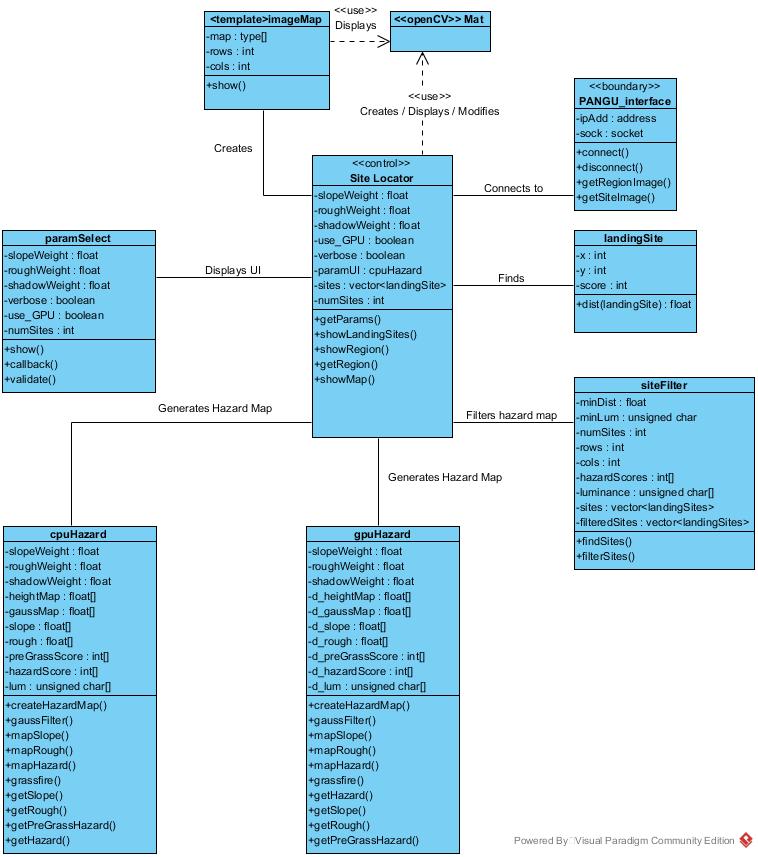 <template>imageMap
-map : type[]
-rows : int
-cols : int
+show()
<<use>>
Displays
<<openCV>> Mat
<<use>>
Creates / Displays / Modifies
<<boundary>>
PANGU_interface
-ipAdd : address
-sock : socket
+connect()
+disconnect()
+getRegionImage()
+getSiteImage()
Creates
Connects to
<<control>>
Site Locator
-slopeWeight : float
-roughWeight : float
-shadowWeight : float
-use_GPU : boolean
-verbose : boolean
-paramUI : cpuHazard
-sites : vector<landingSite>
-numSites : int
+getParams()
+showLandingSites()
+showRegion()
+getRegion()
+showMap()
paramSelect
-slopeWeight : float
-roughWeight : float
-shadowWeight : float
-verbose : boolean
-use_GPU : boolean
-numSites : int
+show()
+callback()
+validate()
Displays UI
Finds
landingSite
-x : int
-y : int
-score : int
+dist(landingSite) : float
Generates Hazard Map
Filters hazard map
siteFilter
-minDist : float
-minLum : unsigned char
-numSites : int
-rows : int
-cols : int
-hazardScores : int[]
-luminance : unsigned char[]
-sites : vector<landingSites>
-filteredSites : vector<landingSites>
+findSites()
+filterSites()
Generates Hazard Map
cpuHazard
-slopeWeight : float
-roughWeight : float
-shadowWeight : float
-heightMap : float[]
-gaussMap : float[]
-slope : float[]
-rough : float[]
-preGrassScore : int[]
-hazardScore : int[]
-lum : unsigned char[]
+createHazardMap()
+gaussFilter()
+mapSlope()
+mapRough()
+mapHazard()
+grassfire()
+getSlope()
+getRough()
+getPreGrassHazard()
+getHazard()
gpuHazard
-slopeWeight : float
-roughWeight : float
-shadowWeight : float
-d_heightMap : float[]
-d_gaussMap : float[]
-d_slope : float[]
-d_rough : float[]
-d_preGrassScore : int[]
-d_hazardScore : int[]
-d_lum : unsigned char[]
+createHazardMap()
+gaussFilter()
+mapSlope()
+mapRough()
+mapHazard()
+grassfire()
+getHazard()
+getSlope()
+getRough()
+getPreGrassHazard()
Powered By Visual Paradigm Community Edition